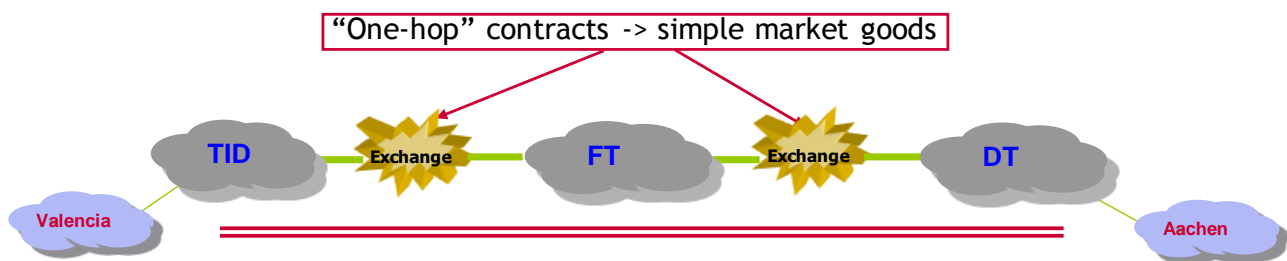 “One-hop” contracts -> simple market goods
TID
Exchange
FT
Exchange
DT
Valencia
Aachen